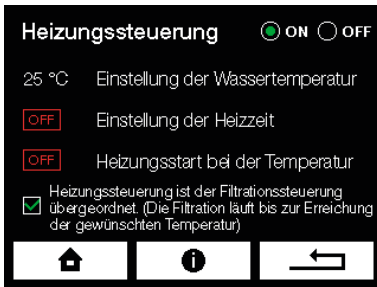 Heizungssteuerung ON OFF
25 °C Einstellung der Wassertemperatur
OFF Einstellung der Heizzeit
OFF Heizungsstart bei der Temperatur
Heizungssteuerung ist der Filtrationssteuerung
übergeordnet. (Die Filtration läuft bis zur Erreichung
der gewünschten Temperatur)